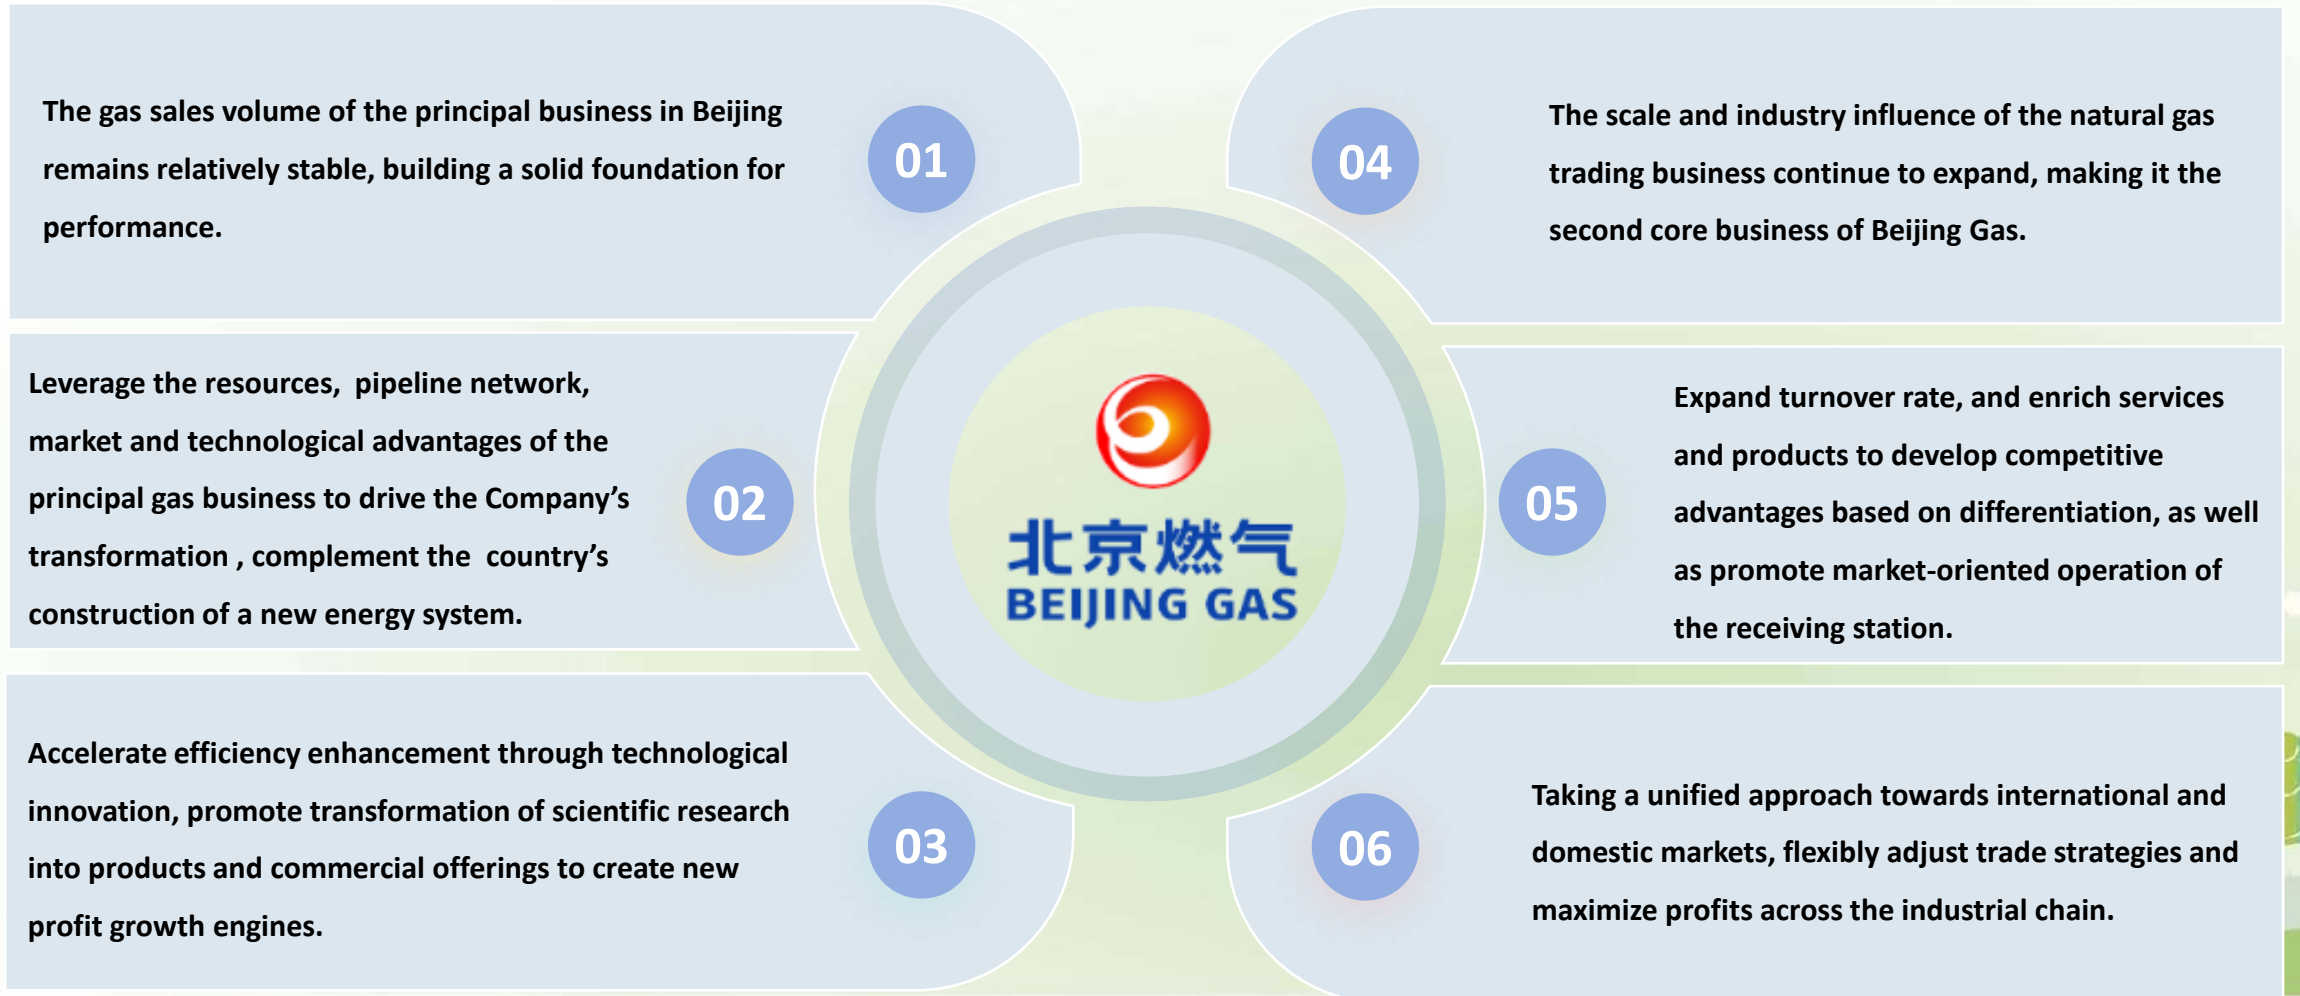 The gas sales volume of the principal business in Beijing
remains relatively stable, building a solid foundation for
performance.
01
Leverage the resources, pipeline network,
market and technological advantages of the
principal gas business to drive the Company’s
transformation , complement the country’s
construction of a new energy system.
02
Accelerate efficiency enhancement through technological
innovation, promote transformation of scientific research
into products and commercial offerings to create new
profit growth engines.
03
北京燃气
BEIJING GAS
04
The scale and industry influence of the natural gas
trading business continue to expand, making it the
second core business of Beijing Gas.
05
Expand turnover rate, and enrich services
and products to develop competitive
advantages based on differentiation, as well
as promote market-oriented operation of
the receiving station.
06
Taking a unified approach towards international and
domestic markets, flexibly adjust trade strategies and
maximize profits across the industrial chain.